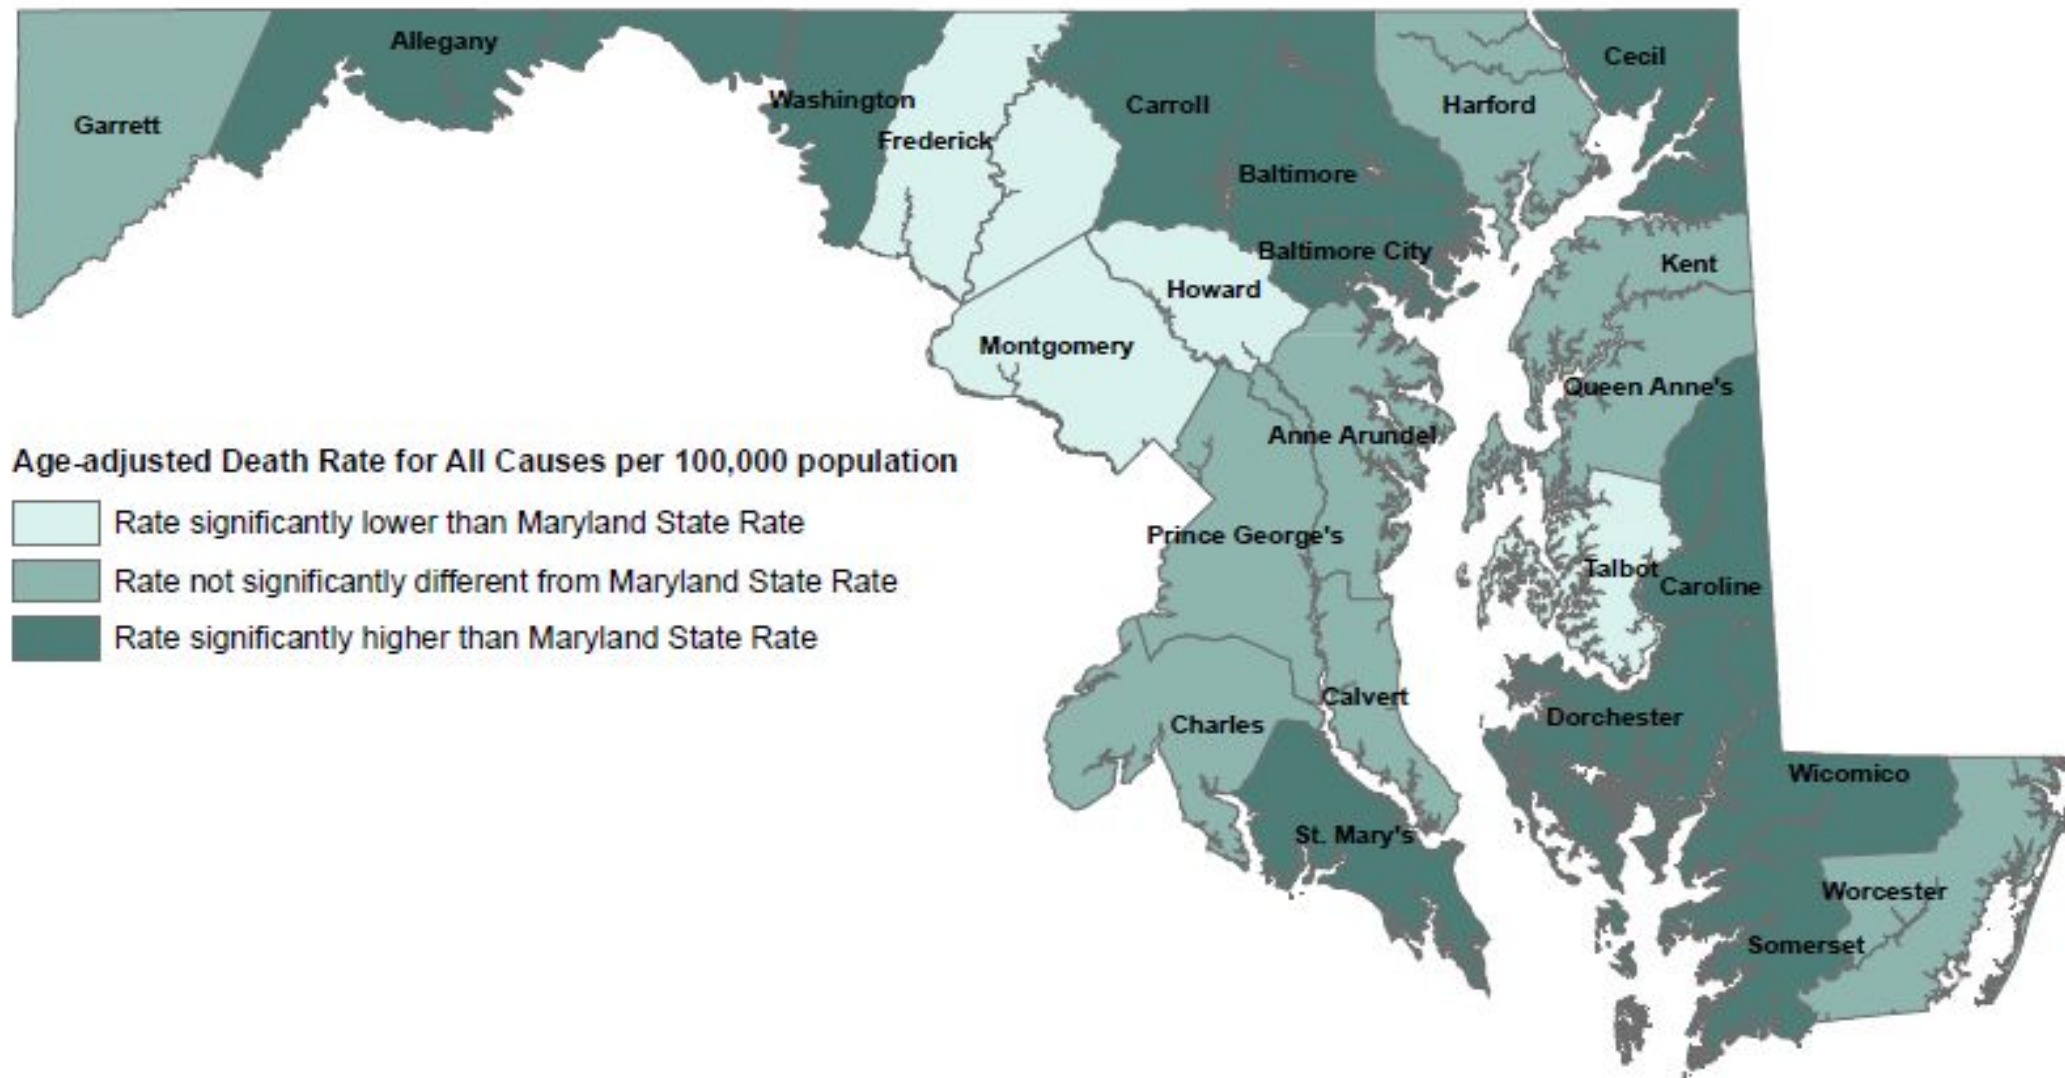 Allegany
Cecil
Washington
Carroll
Harford
Garrett
Frederick
Baltimore
Baltimore City
Kent
Howard
Montgomery
Queen Anne's
Anne Arundel
Age-adjusted Death Rate for All Causes per 100,000 population
Rate significantly lower than Maryland State Rate
Rate not significantly different from Maryland State Rate
Rate significantly higher than Maryland State Rate
Prince George's
Talbot
Caroline
Calvert
Charles
Dorchester
Wicomico
St. Mary's
Worcester
Somerset